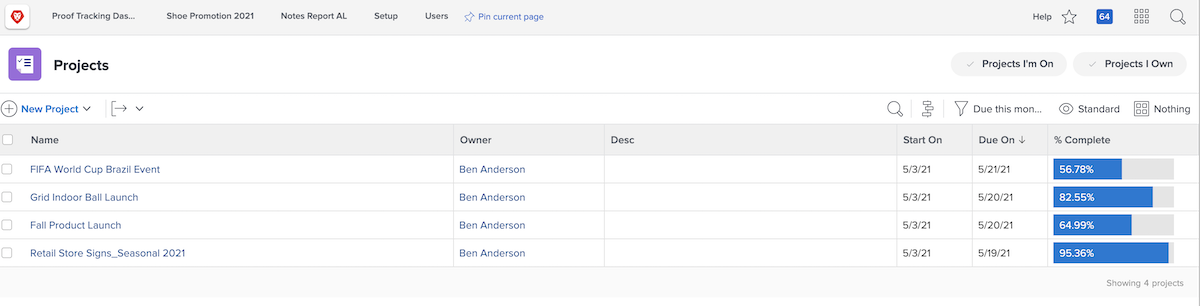 Proof Tracking Das... Shoe Promotion 2021 Notes Report AL Setup Users Pin current page Help 64
Projects Projects I'm On Projects I Own
New Project Due this mon... Standard Nothing
Name Owner Desc Start On Due On % Complete
FIFA World Cup Brazil Event Ben Anderson 5/3/21 5/21/21 56.78%
Grid Indoor Ball Launch Ben Anderson 5/3/21 5/20/21 82.55%
Fall Product Launch Ben Anderson 5/3/21 5/20/21 64.99%
Retail Store Signs_Seasonal 2021 Ben Anderson 5/3/21 5/19/21 95.36%
Showing 4 projects